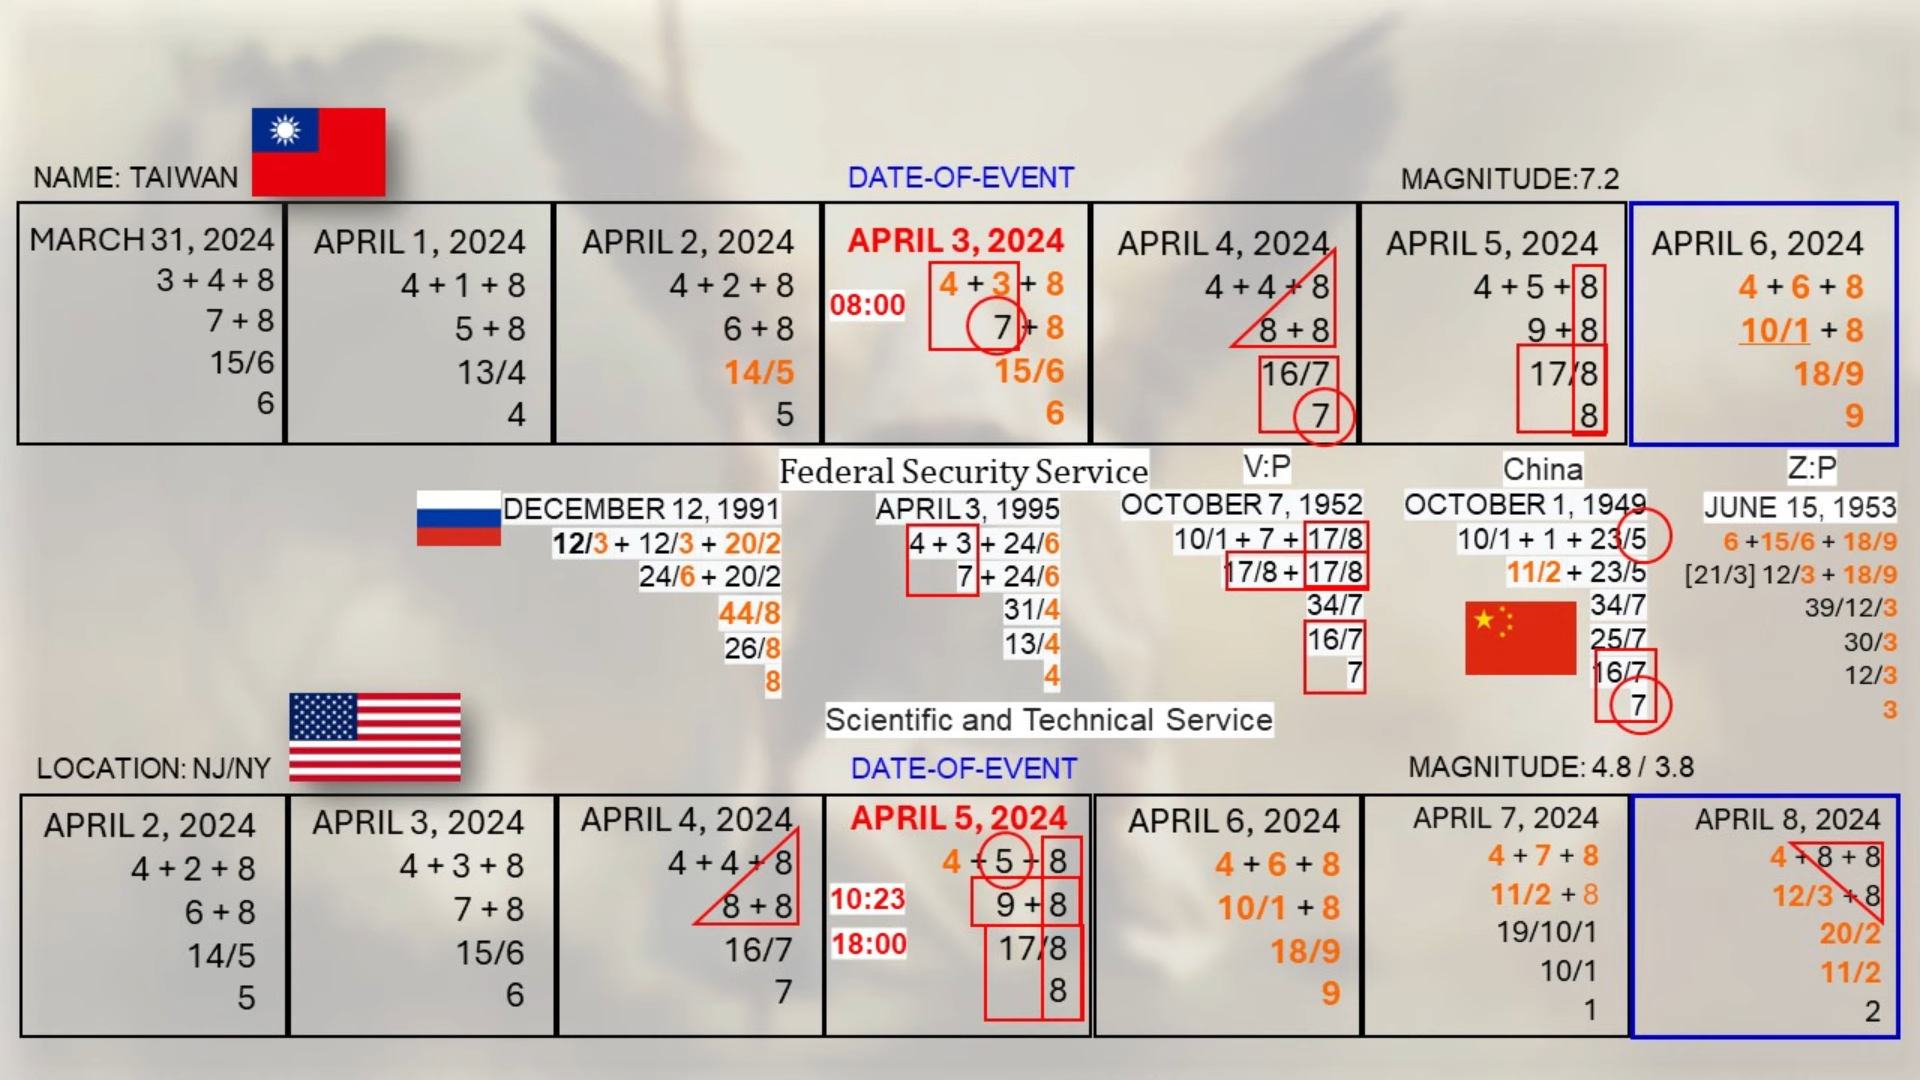 NAME: TAIWAN
DATE-OF-EVENT
MAGNITUDE:7.2
MARCH 31, 2024
3 + 4 + 8
7 + 8
15/6
6
APRIL 1, 2024
4 + 1 + 8
5 + 8
13/4
4
APRIL 2, 2024
4 + 2 + 8
6 + 8
14/5
5
APRIL 3, 2024
4 + 3 + 8
08:00
7 + 8
15/6
6
APRIL 4, 2024
4 + 4 + 8
8 + 8
16/7
7
APRIL 5, 2024
4 + 5 + 8
9 + 8
17/8
8
APRIL 6, 2024
4 + 6 + 8
10/1 + 8
18/9
9
DECEMBER 12, 1991
12/3 + 12/3 + 20/2
24/6 + 20/2
44/8
26/8
8
Federal Security Service
APRIL 3, 1995
4 + 3 + 24/6
7 + 24/6
31/4
13/4
4
V:P
OCTOBER 7, 1952
10/1 + 7 + 17/8
17/8 + 17/8
34/7
16/7
7
China
OCTOBER 1, 1949
10/1 + 1 + 23/5
11/2 + 23/5
34/7
25/7
16/7
7
Z:P
JUNE 15, 1953
6 +15/6 + 18/9
[21/3] 12/3 + 18/9
39/12/3
30/3
12/3
3
Scientific and Technical Service
LOCATION: NJ/NY
DATE-OF-EVENT
MAGNITUDE: 4.8 / 3.8
APRIL 2, 2024
4 + 2 + 8
6 + 8
14/5
5
APRIL 3, 2024
4 + 3 + 8
7 + 8
15/6
6
APRIL 4, 2024
4 + 4 + 8
8 + 8
16/7
7
APRIL 5, 2024
4 + 5 + 8
10:23
9 + 8
18:00
17/8
8
APRIL 6, 2024
4 + 6 + 8
10/1 + 8
18/9
9
APRIL 7, 2024
4 + 7 + 8
11/2 + 8
19/10/1
10/1
1
APRIL 8, 2024
4 + 8 + 8
12/3 + 8
20/2
11/2
2